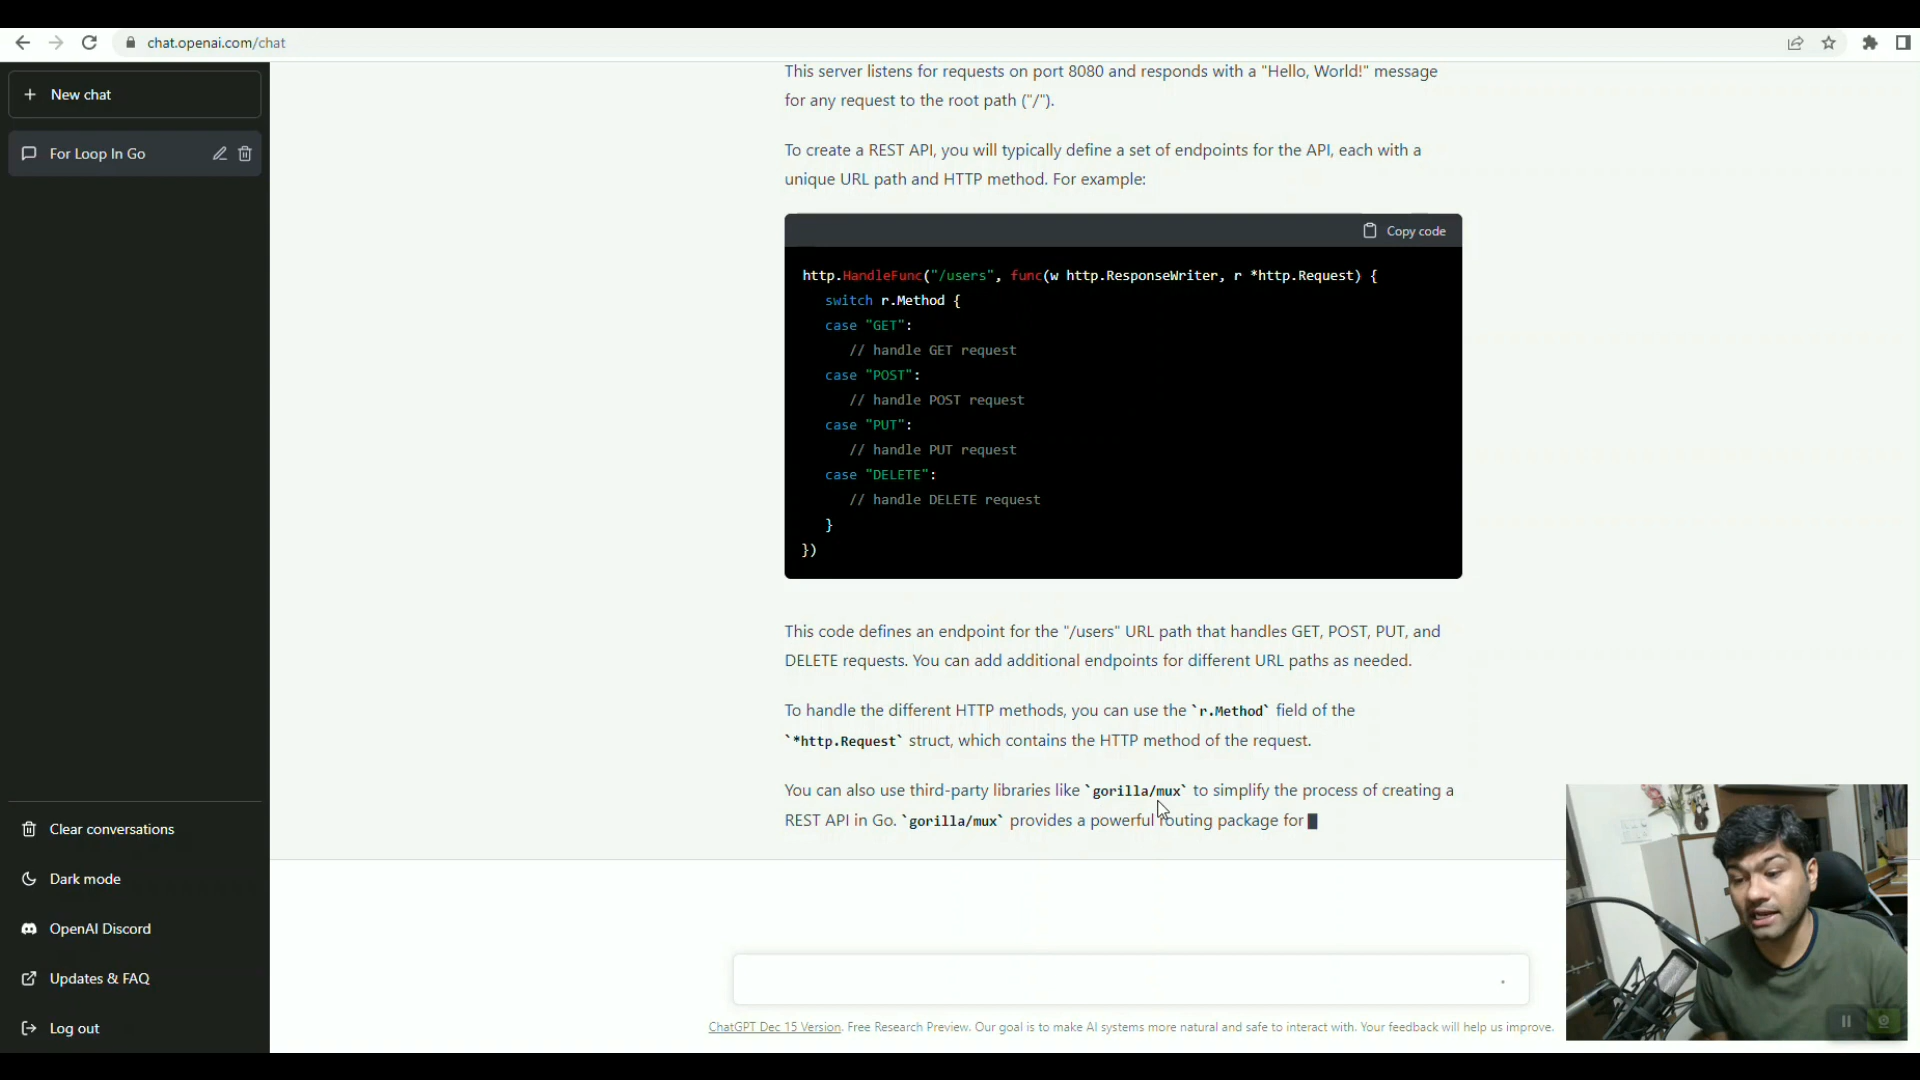 chat.openai.com/chat
New chat
For Loop In Go
This server listens for requests on port 8080 and responds with a "Hello, World!" message
for any request to the root path ("/").
To create a REST API, you will typically define a set of endpoints for the API, each with a
unique URL path and HTTP method. For example:
Copy code
http.HandleFunc("/users", func(w http.ResponseWriter, r *http.Request) {
switch r.Method {
case "GET":
// handle GET request
case "POST":
// handle POST request
case "PUT":
// handle PUT request
case "DELETE":
// handle DELETE request
}
})
This code defines an endpoint for the "/users" URL path that handles GET, POST, PUT, and
DELETE requests. You can add additional endpoints for different URL paths as needed.
To handle the different HTTP methods, you can use the `r.Method` field of the
`*http.Request` struct, which contains the HTTP method of the request.
You can also use third-party libraries like `gorilla/mux` to simplify the process of creating a
REST API in Go. `gorilla/mux` provides a powerful routing package for
Clear conversations
Dark mode
OpenAI Discord
Updates & FAQ
Log out
ChatGPT Dec 15 Version. Free Research Preview. Our goal is to make AI systems more natural and safe to interact with. Your feedback will help us improve.